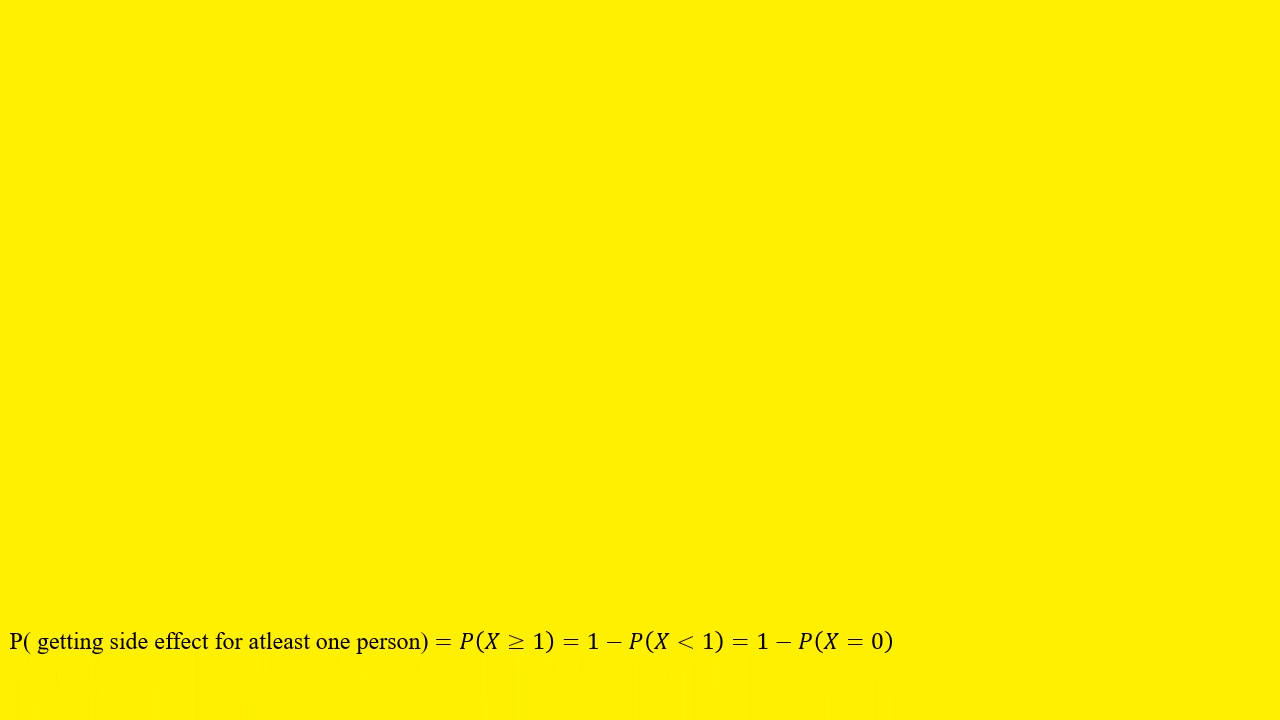 P( getting side effect for atleast one person) = P(X ≥ 1) = 1 − P(X < 1) = 1 − P(X = 0)